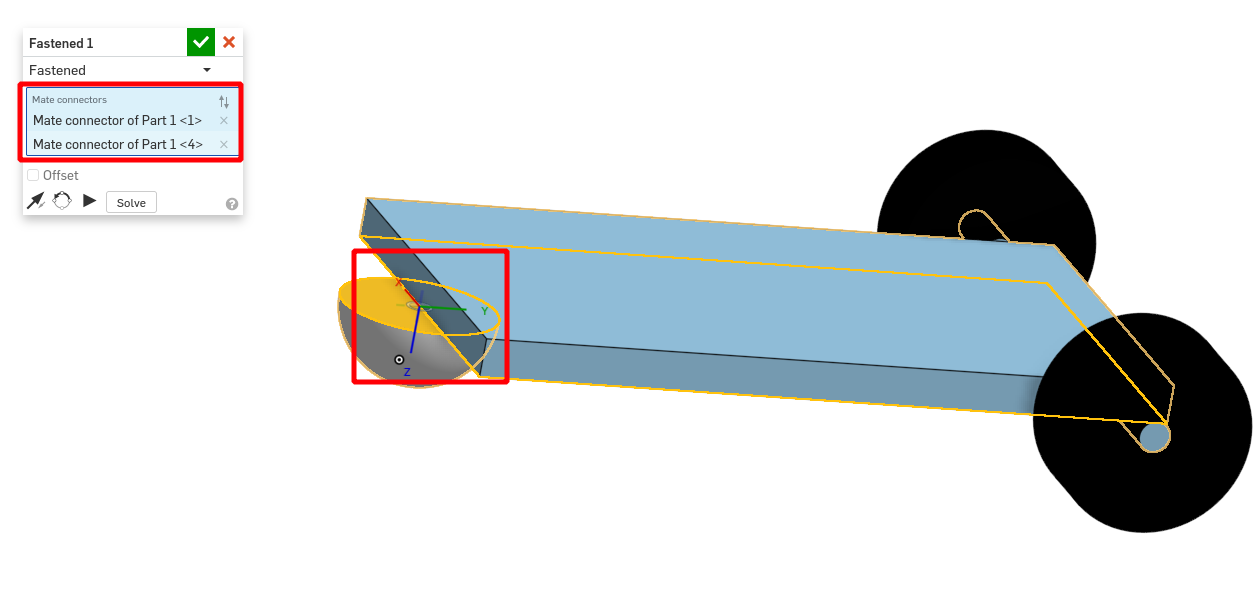 Fastened 1
Fastened
Mate connectors
Mate connector of Part 1 <1>
Mate connector of Part 1 <4>
Offset
Solve
?
X
Y
Z